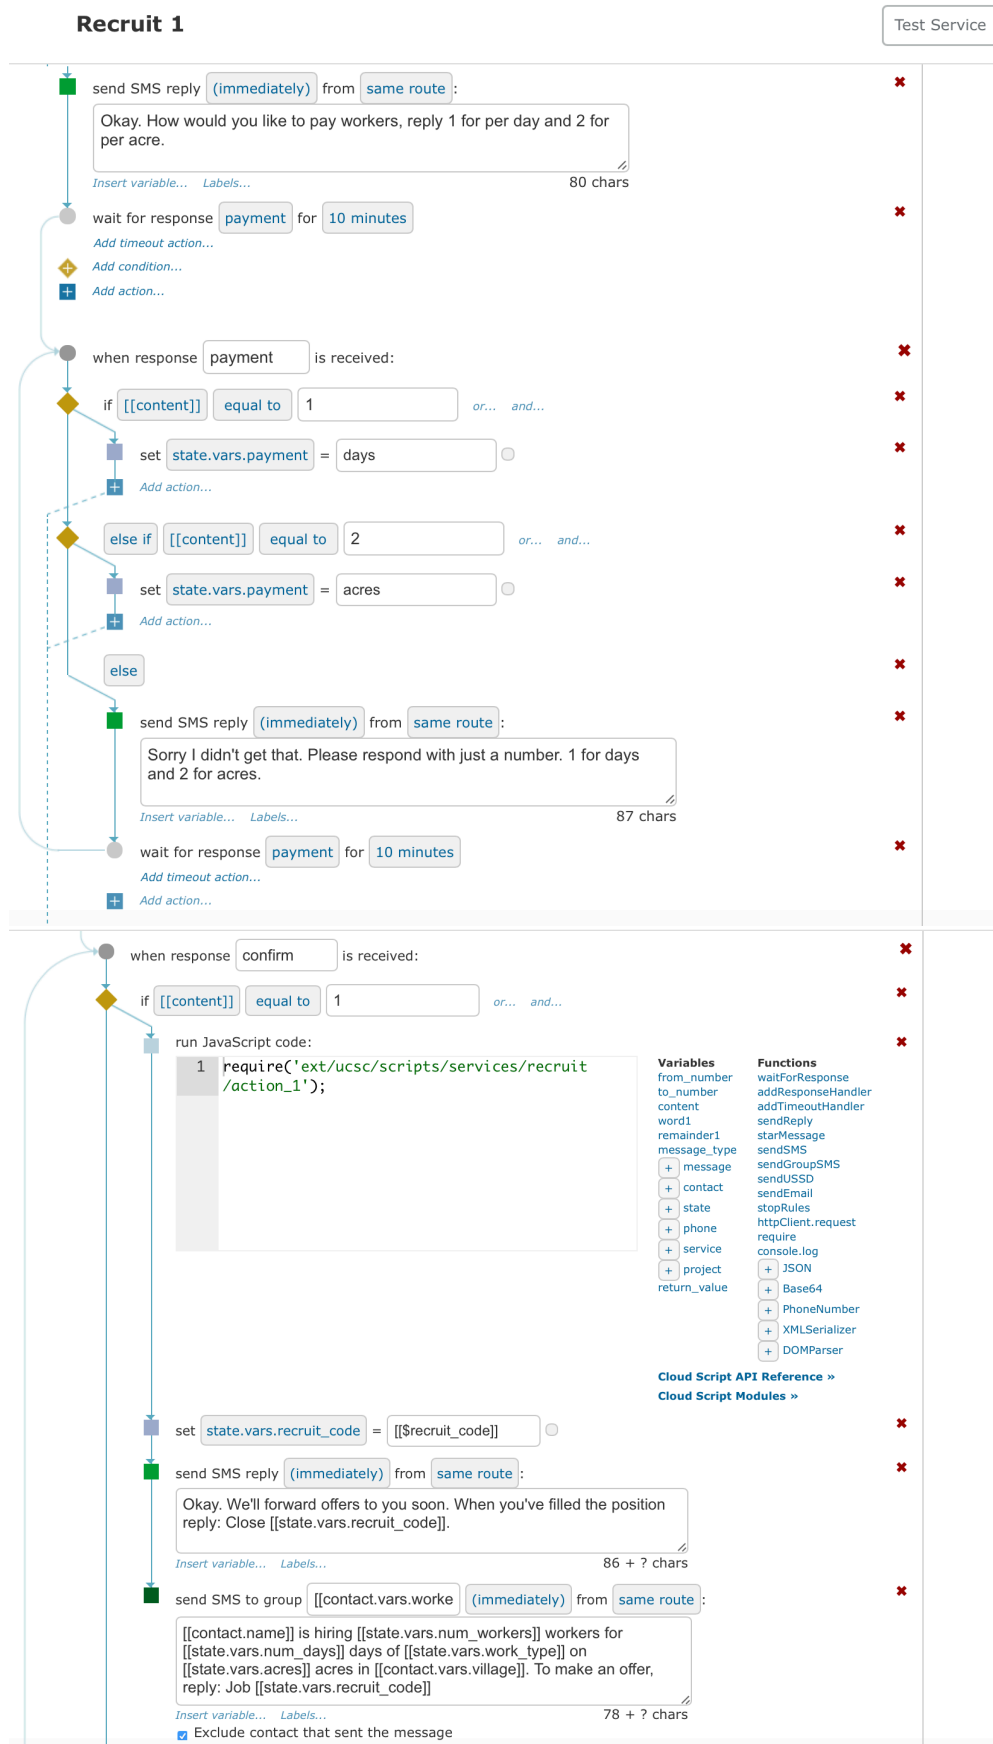 Recruit 1
Test Service
send SMS reply (immediately) from same route :
Okay. How would you like to pay workers, reply 1 for per day and 2 for
per acre.
Insert variable... Labels... 80 chars
wait for response payment for 10 minutes
Add timeout action...
Add condition...
Add action...
when response payment is received:
if [[content]] equal to 1 or... and...
set state.vars.payment = days
Add action...
else if [[content]] equal to 2 or... and...
set state.vars.payment = acres
Add action...
else
send SMS reply (immediately) from same route :
Sorry I didn't get that. Please respond with just a number. 1 for days
and 2 for acres.
Insert variable... Labels... 87 chars
wait for response payment for 10 minutes
Add timeout action...
Add action...
when response confirm is received:
if [[content]] equal to 1 or... and...
run JavaScript code:
1 require('ext/ucsc/scripts/services/recruit
/action_1');
Variables
from_number
to_number
content
word1
remainder1
message_type
+ message
+ contact
+ state
+ phone
+ service
+ project
return_value
Functions
waitForResponse
addResponseHandler
addTimeoutHandler
sendReply
starMessage
sendSMS
sendGroupSMS
sendUSSD
sendEmail
stopRules
httpClient.request
require
console.log
+ JSON
+ Base64
+ PhoneNumber
+ XMLSerializer
+ DOMParser
Cloud Script API Reference »
Cloud Script Modules »
set state.vars.recruit_code = [[$recruit_code]]
send SMS reply (immediately) from same route :
Okay. We'll forward offers to you soon. When you've filled the position
reply: Close [[state.vars.recruit_code]].
Insert variable... Labels... 86 + ? chars
send SMS to group [[contact.vars.worke (immediately) from same route :
[[contact.name]] is hiring [[state.vars.num_workers]] workers for
[[state.vars.num_days]] days of [[state.vars.work_type]] on
[[state.vars.acres]] acres in [[contact.vars.village]]. To make an offer,
reply: Job [[state.vars.recruit_code]]
Insert variable... Labels... 78 + ? chars
Exclude contact that sent the message